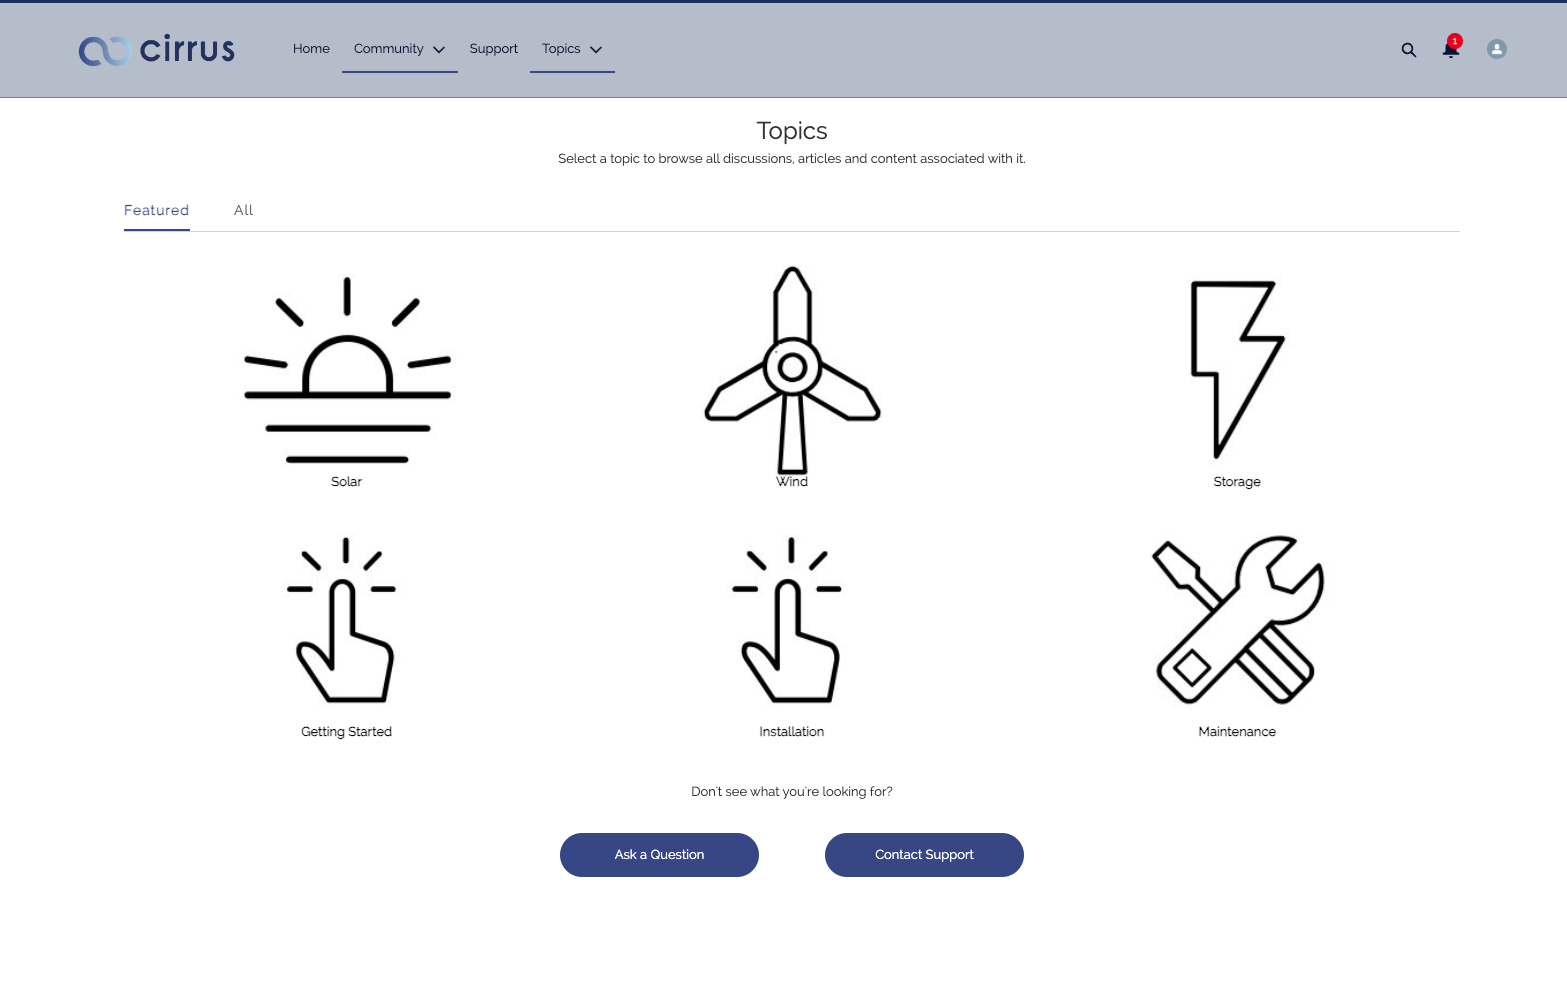 cirrus
Home Community Support Topics
1
Topics
Select a topic to browse all discussions, articles and content associated with it.
Featured All
Solar Wind Storage
Getting Started Installation Maintenance
Don't see what you're looking for?
Ask a Question Contact Support